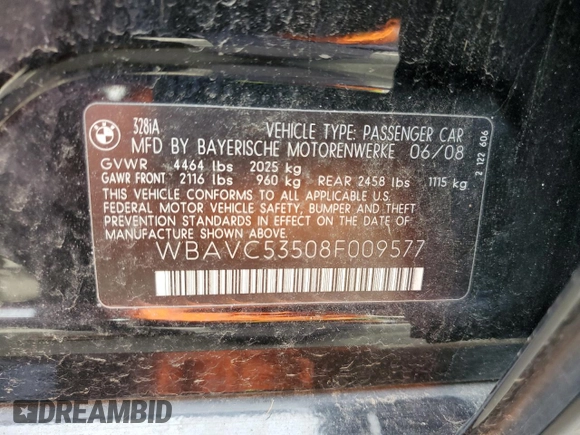 BMW
328iA
VEHICLE TYPE: PASSENGER CAR
MFD BY BAYERISCHE MOTORENWERKE 06/08
GVWR 4464 lbs 2025 kg
GAWR FRONT 2116 lbs 960 kg REAR 2458 lbs 1115 kg
THIS VEHICLE CONFORMS TO ALL APPLICABLE
FEDERAL MOTOR VEHICLE SAFETY, BUMPER AND THEFT
PREVENTION STANDARDS IN EFFECT ON THE DATE OF
MANUFACTURE SHOWN ABOVE.
WBAVC53508F009577
2 122 606
DREAMBID